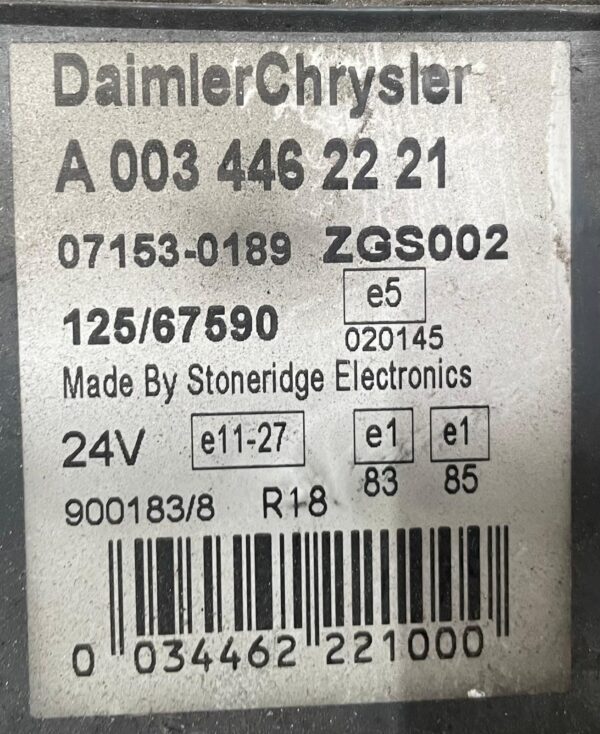 DaimlerChrysler
A 003 446 22 21
07153-0189 ZGS002
125/67590 e5
020145
Made By Stoneridge Electronics
24V e11-27 e1 e1
83 85
900183/8 R18
0 034462 221000